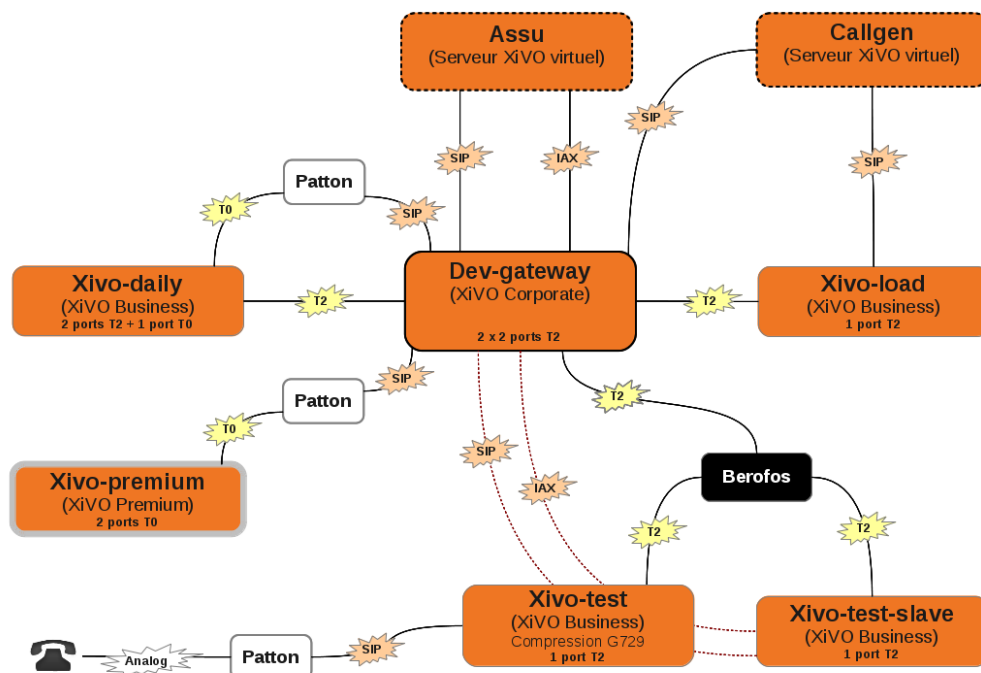 Assu
(Serveur XiVO virtuel)
Callgen
(Serveur XiVO virtuel)
SIP
SIP
IAX
SIP
Patton
T0
SIP
Xivo-daily
(XiVO Business)
2 ports T2 + 1 port T0
T2
Dev-gateway
(XiVO Corporate)
2 x 2 ports T2
T2
Xivo-load
(XiVO Business)
1 port T2
SIP
Patton
T0
T2
SIP
IAX
Xivo-premium
(XiVO Premium)
2 ports T0
Berofos
T2
T2
Xivo-test
(XiVO Business)
Compression G729
1 port T2
Xivo-test-slave
(XiVO Business)
1 port T2
Analog
Patton
SIP